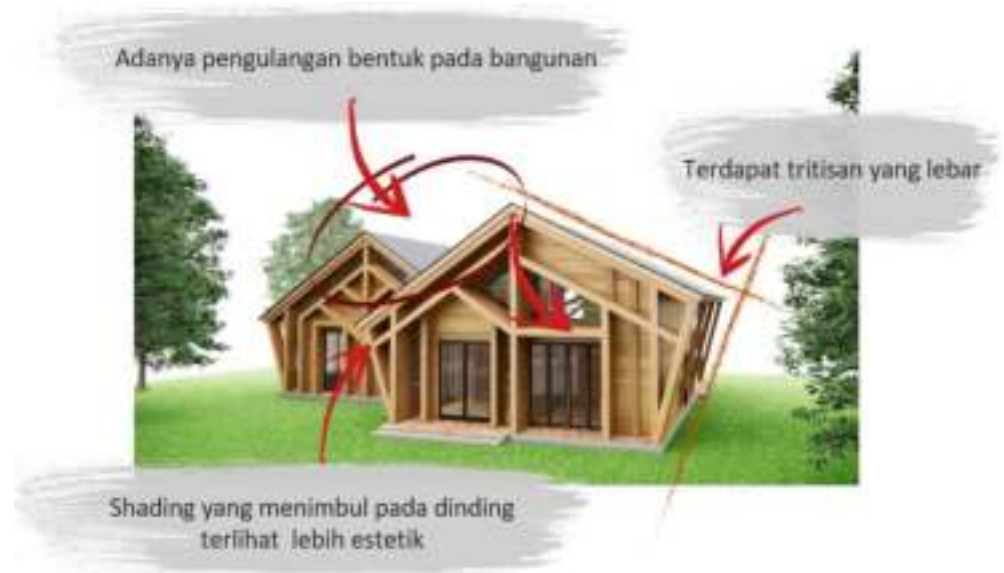 Adanya pengulangan bentuk pada bangunan
Terdapat tritisan yang lebar
Shading yang menimbul pada dinding
terlihat lebih estetik